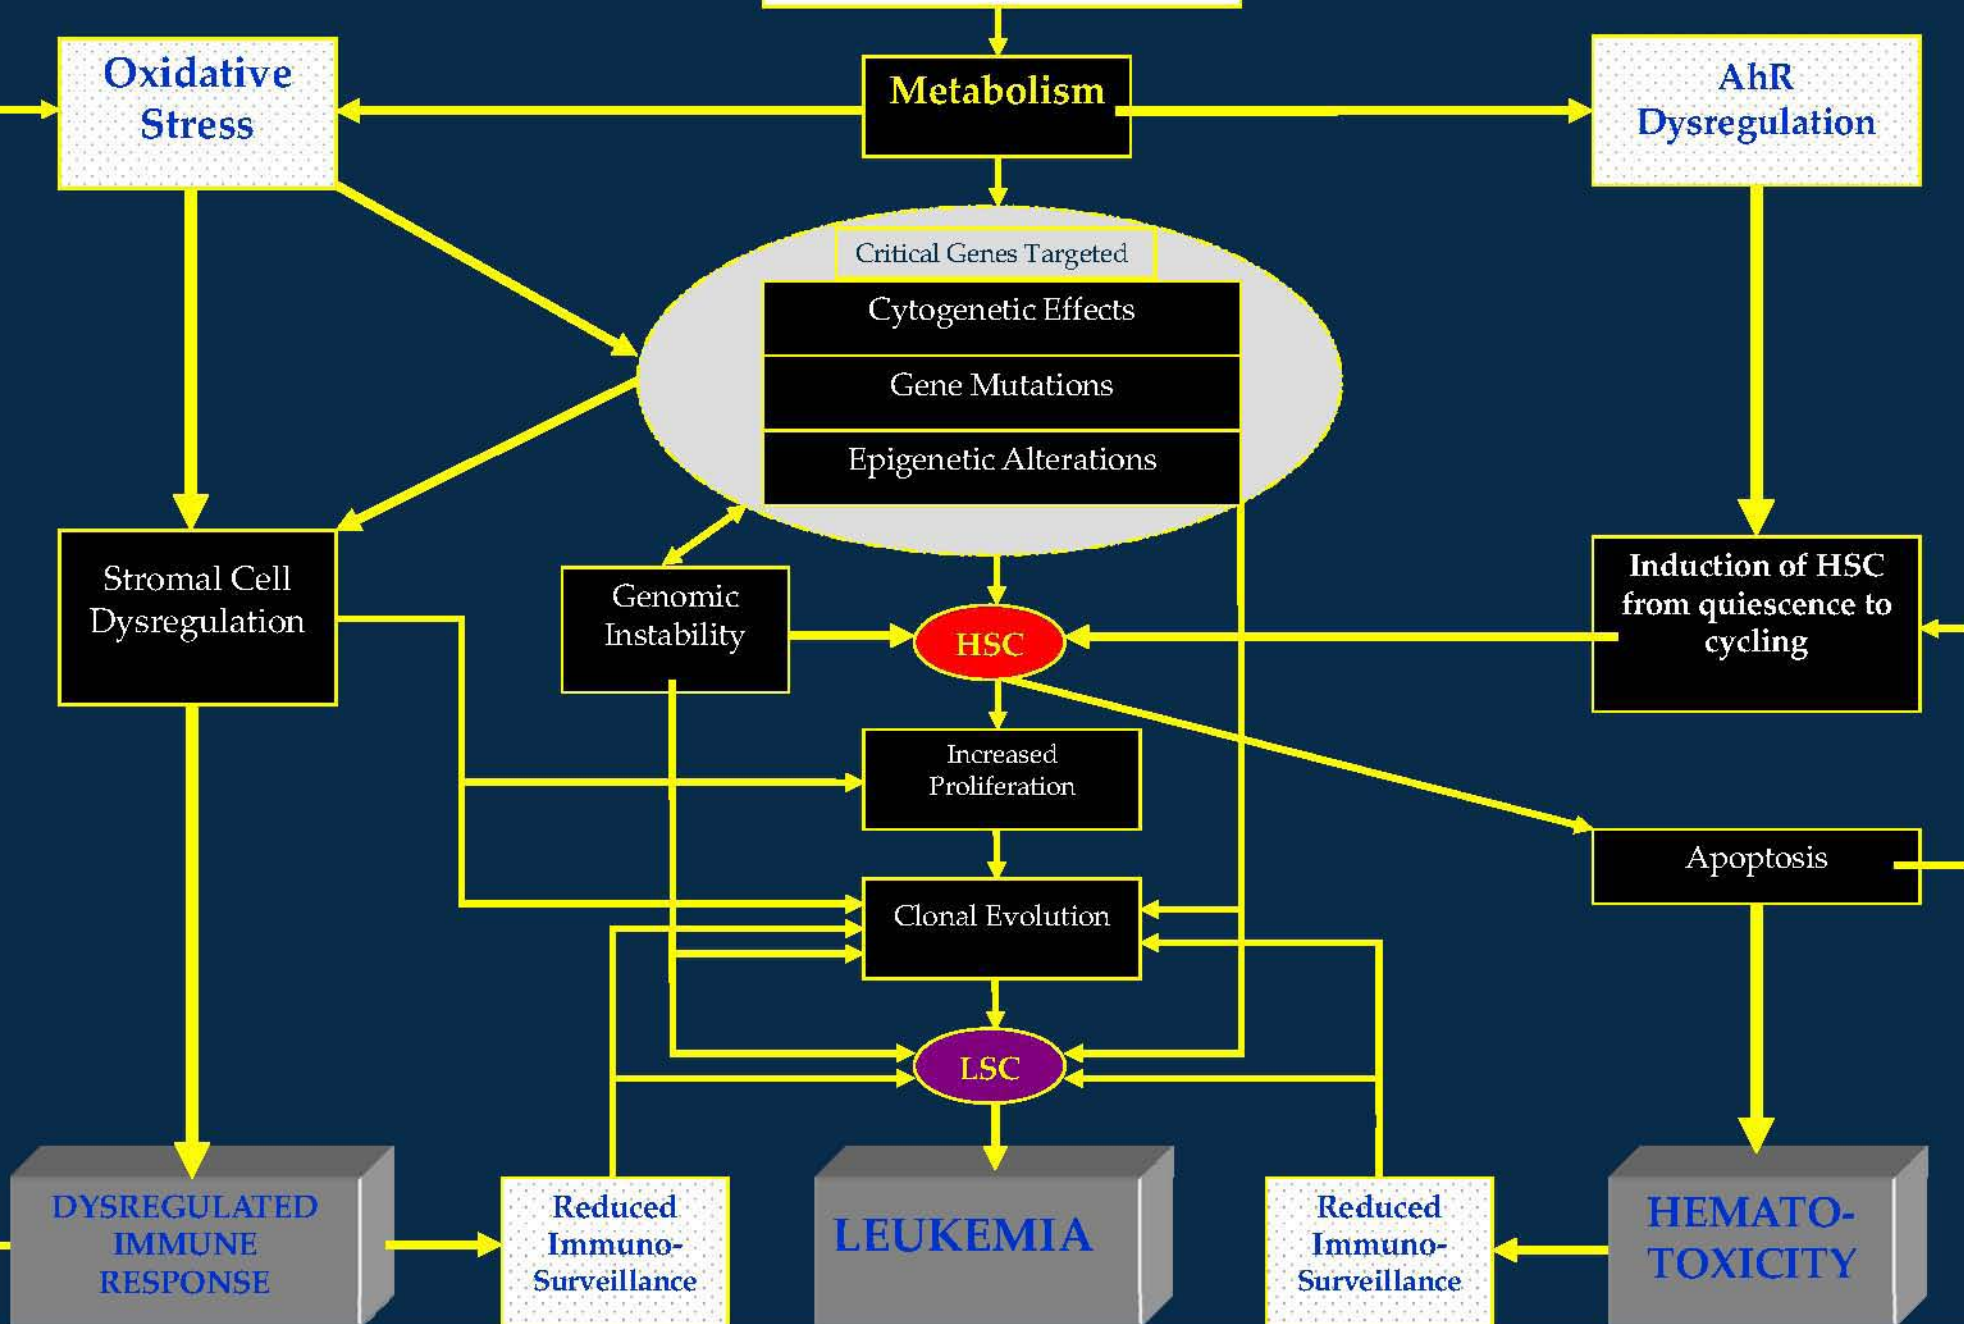 Metabolism
Oxidative
Stress
AhR
Dysregulation
Critical Genes Targeted
Cytogenetic Effects
Gene Mutations
Epigenetic Alterations
Stromal Cell
Dysregulation
Genomic
Instability
HSC
Induction of HSC
from quiescence to
cycling
Increased
Proliferation
Apoptosis
Clonal Evolution
LSC
DYSREGULATED
IMMUNE
RESPONSE
Reduced
Immuno-
Surveillance
LEUKEMIA
Reduced
Immuno-
Surveillance
HEMATO-
TOXICITY